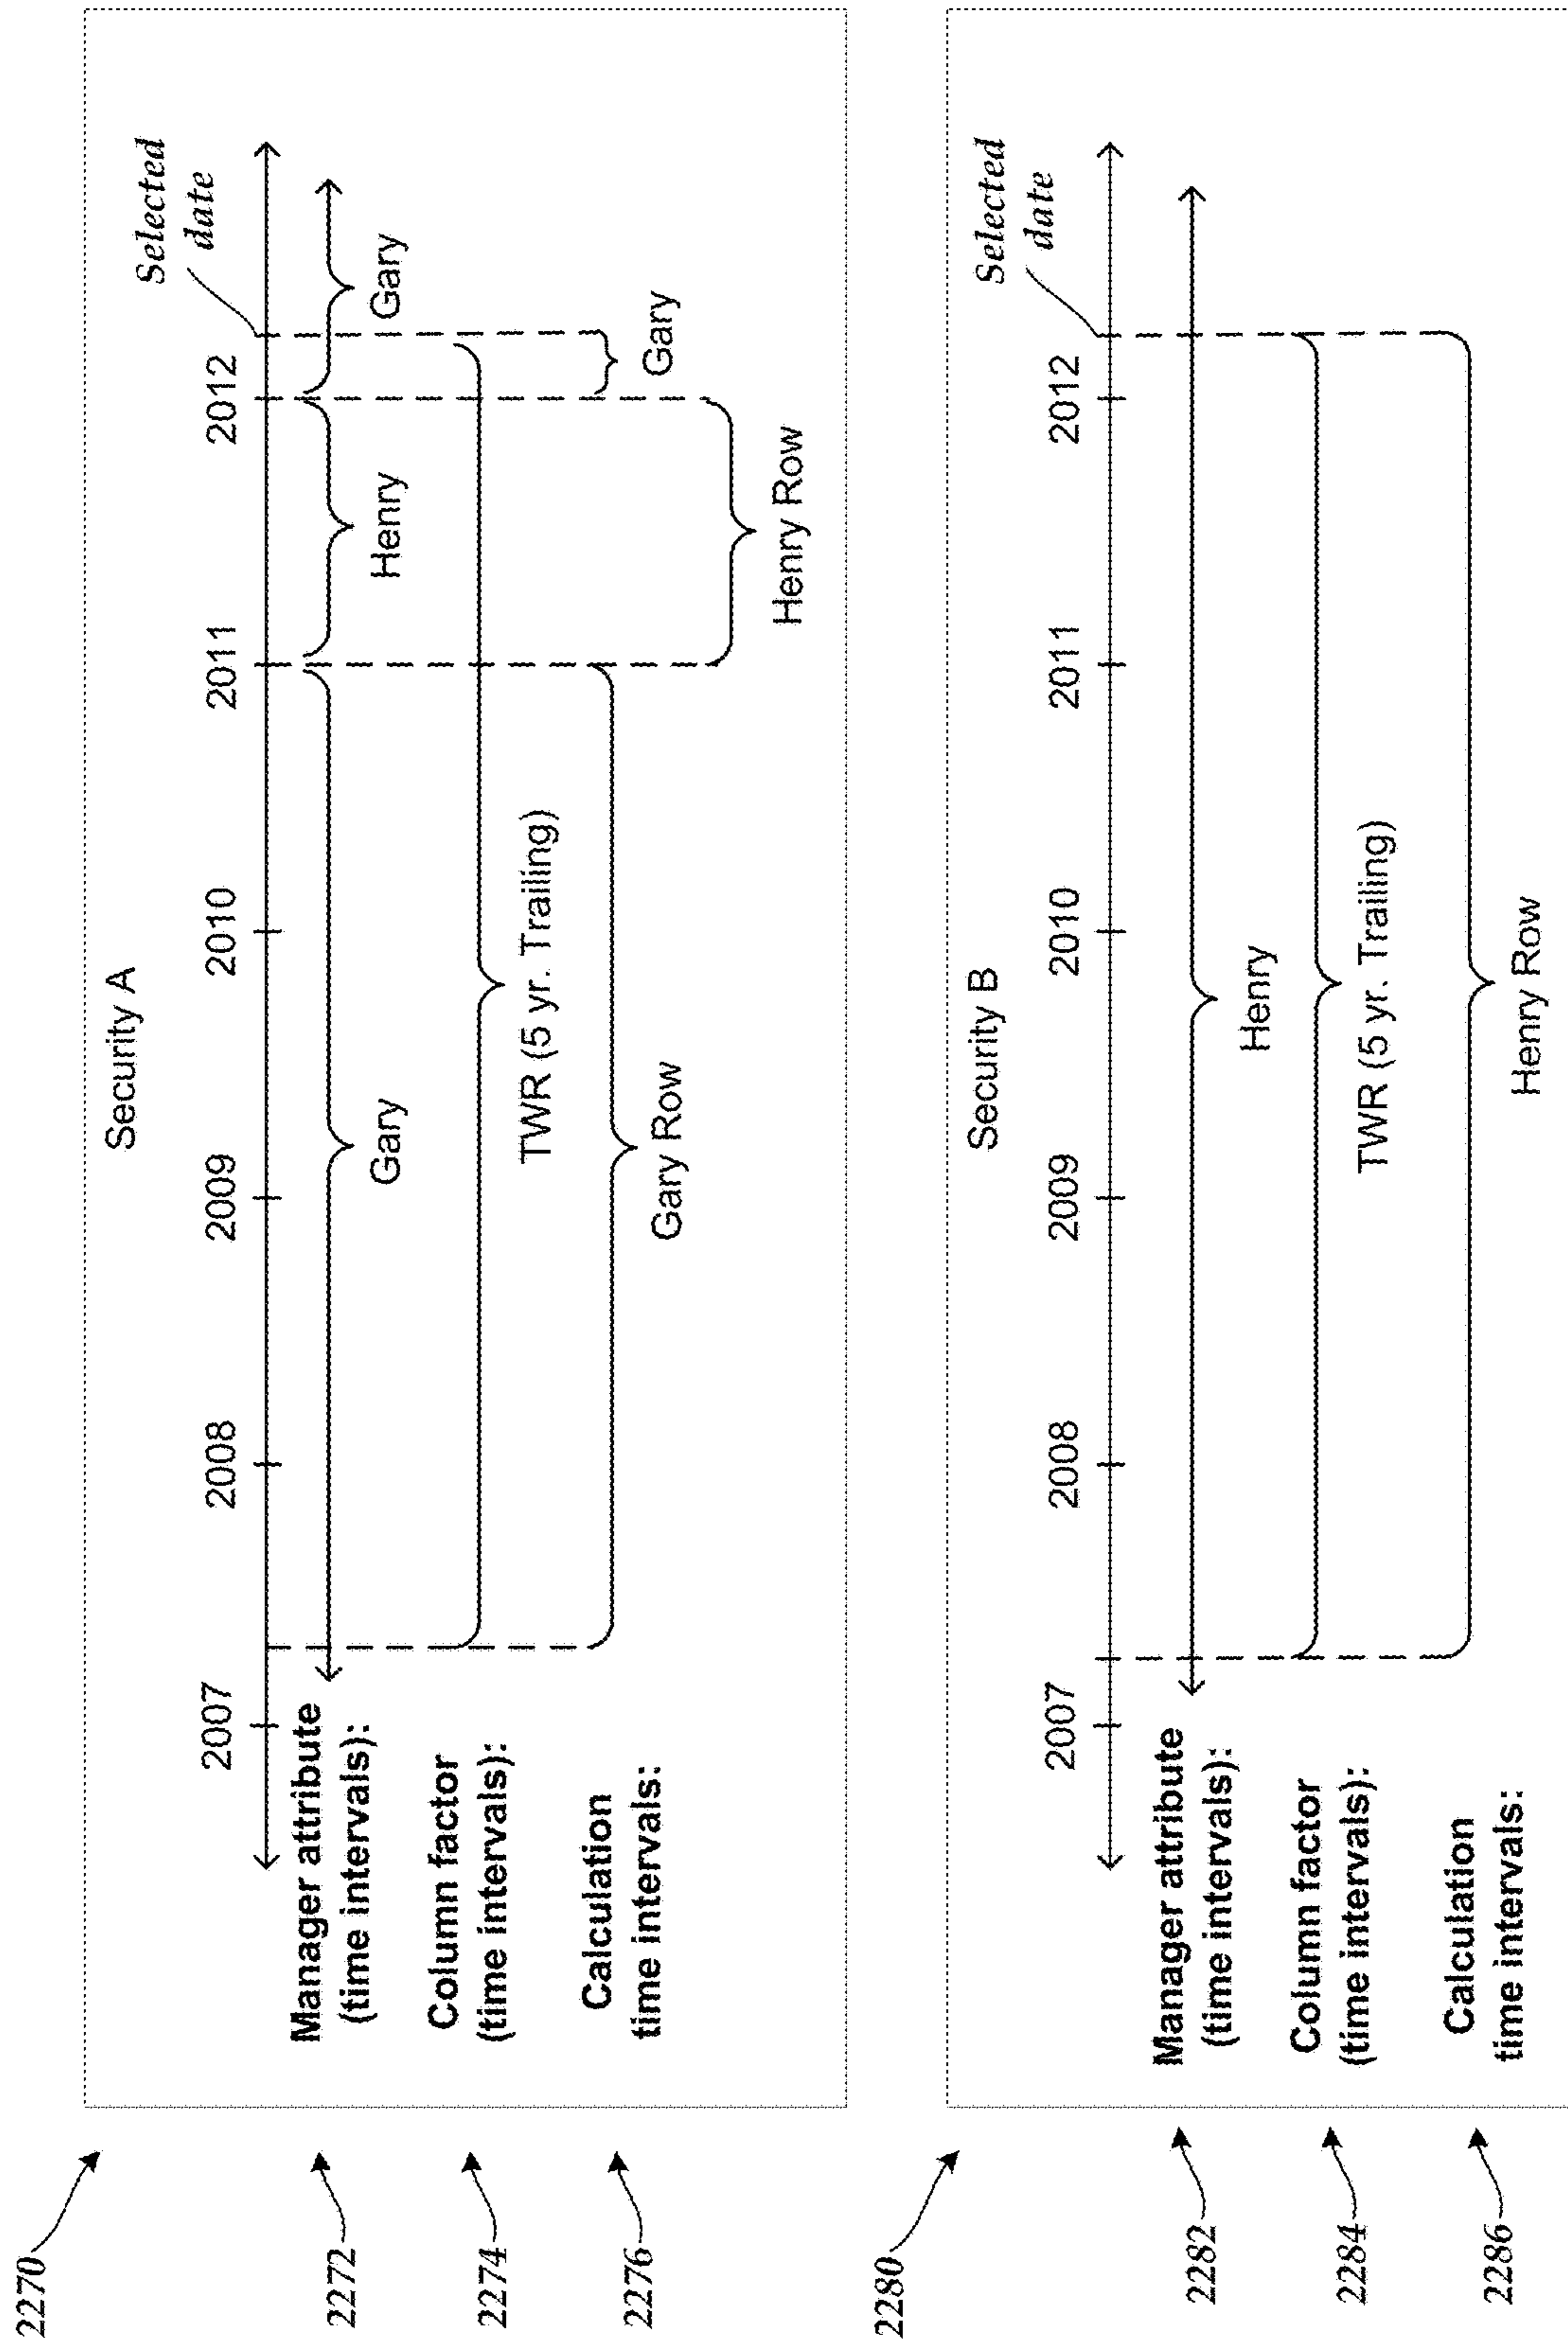 2270
Security A
Selected
date
2007
2008
2009
2010
2011
2012
2272
Manager attribute
(time intervals):
Gary
Henry
Gary
2274
Column factor
(time intervals):
TWR (5 yr. Trailing)
2276
Calculation
time intervals:
Gary Row
Gary
Henry Row
2280
Security B
Selected
date
2007
2008
2009
2010
2011
2012
2282
Manager attribute
(time intervals):
Henry
2284
Column factor
(time intervals):
TWR (5 yr. Trailing)
2286
Calculation
time intervals:
Henry Row